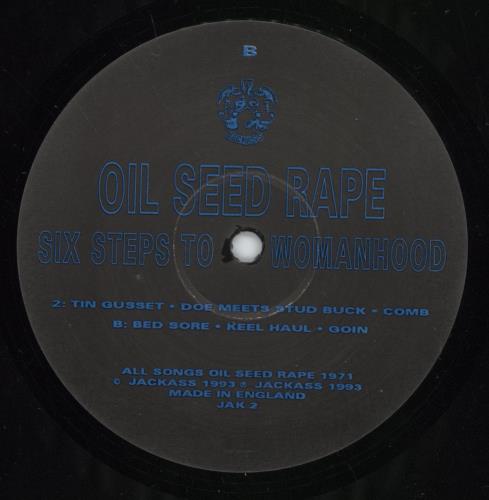 B
JACKASS
OIL SEED RAPE
SIX STEPS TO WOMANHOOD
2: TIN GUSSET • DOE MEETS STUD BUCK • COMB
B: BED SORE • KEEL HAUL • GOIN
ALL SONGS OIL SEED RAPE 1971
© JACKASS 1993 ℗ JACKASS 1993
MADE IN ENGLAND
JAK 2